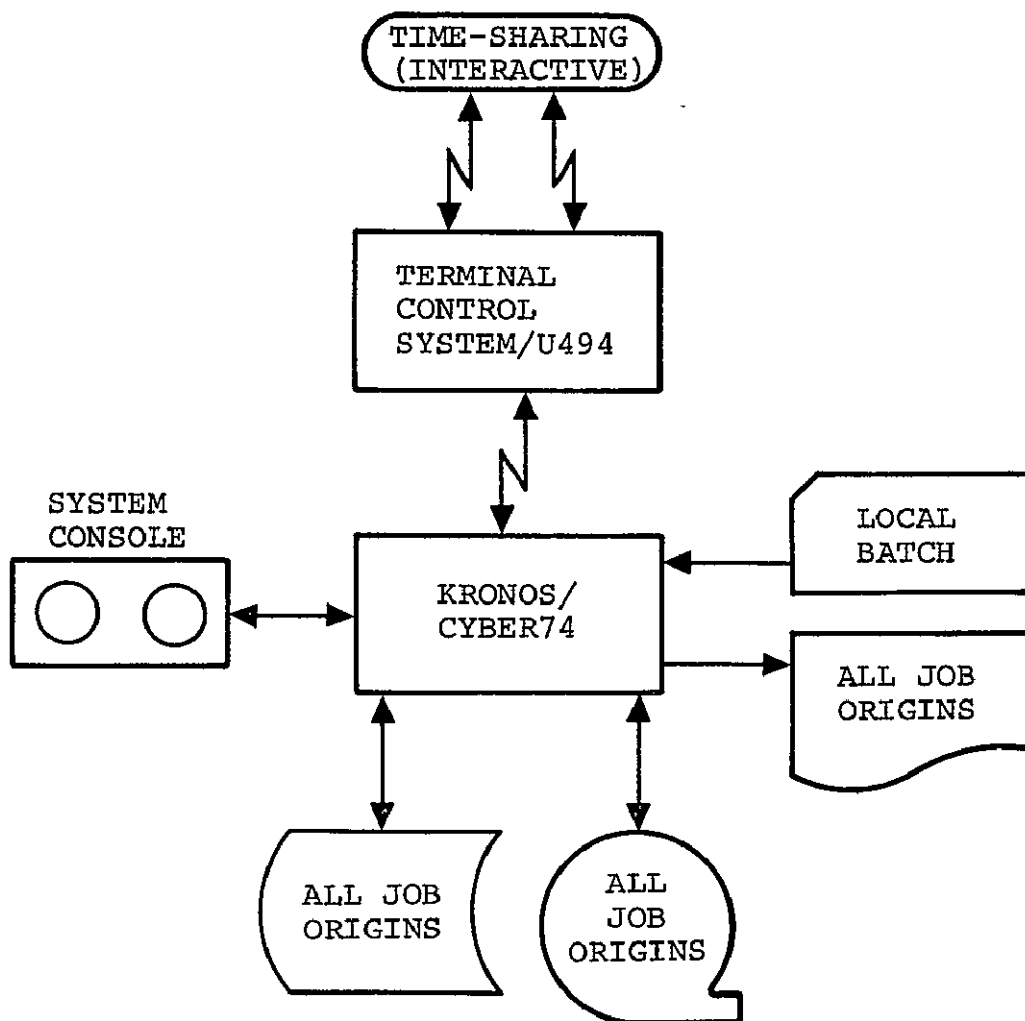 TIME-SHARING
(INTERACTIVE)
TERMINAL
CONTROL
SYSTEM/U494
SYSTEM
CONSOLE
KRONOS/
CYBER74
LOCAL
BATCH
ALL JOB
ORIGINS
ALL JOB
ORIGINS
ALL
JOB
ORIGINS